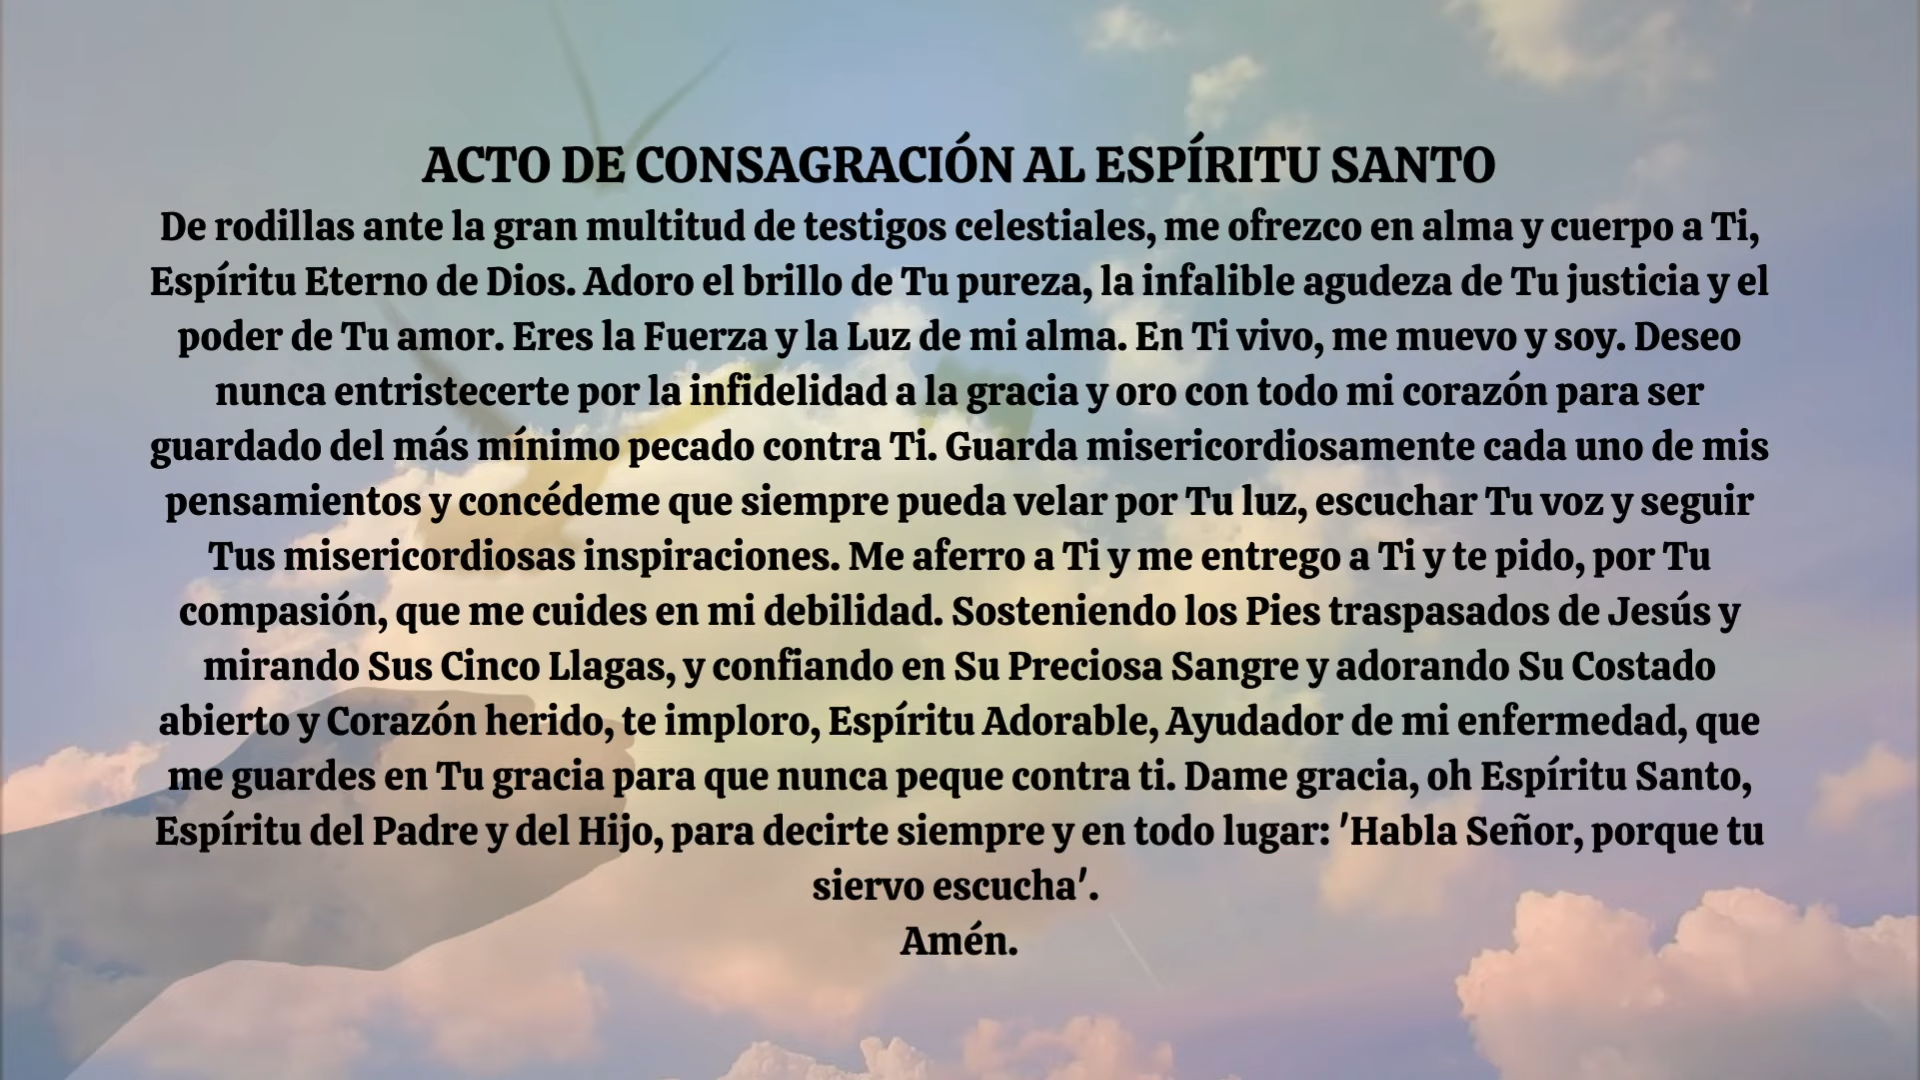 ACTO DE CONSAGRACIÓN AL ESPÍRITU SANTO
De rodillas ante la gran multitud de testigos celestiales, me ofrezco en alma y cuerpo a Ti,
Espíritu Eterno de Dios. Adoro el brillo de Tu pureza, la infalible agudeza de Tu justicia y el
poder de Tu amor. Eres la Fuerza y la Luz de mi alma. En Ti vivo, me muevo y soy. Deseo
nunca entristecerte por la infidelidad a la gracia y oro con todo mi corazón para ser
guardado del más mínimo pecado contra Ti. Guarda misericordiosamente cada uno de mis
pensamientos y concédeme que siempre pueda velar por Tu luz, escuchar Tu voz y seguir
Tus misericordiosas inspiraciones. Me aferro a Ti y me entrego a Ti y te pido, por Tu
compasión, que me cuides en mi debilidad. Sosteniendo los Pies traspasados de Jesús y
mirando Sus Cinco Llagas, y confiando en Su Preciosa Sangre y adorando Su Costado
abierto y Corazón herido, te imploro, Espíritu Adorable, Ayudador de mi enfermedad, que
me guardes en Tu gracia para que nunca peque contra ti. Dame gracia, oh Espíritu Santo,
Espíritu del Padre y del Hijo, para decirte siempre y en todo lugar: 'Habla Señor, porque tu
siervo escucha'.
Amén.